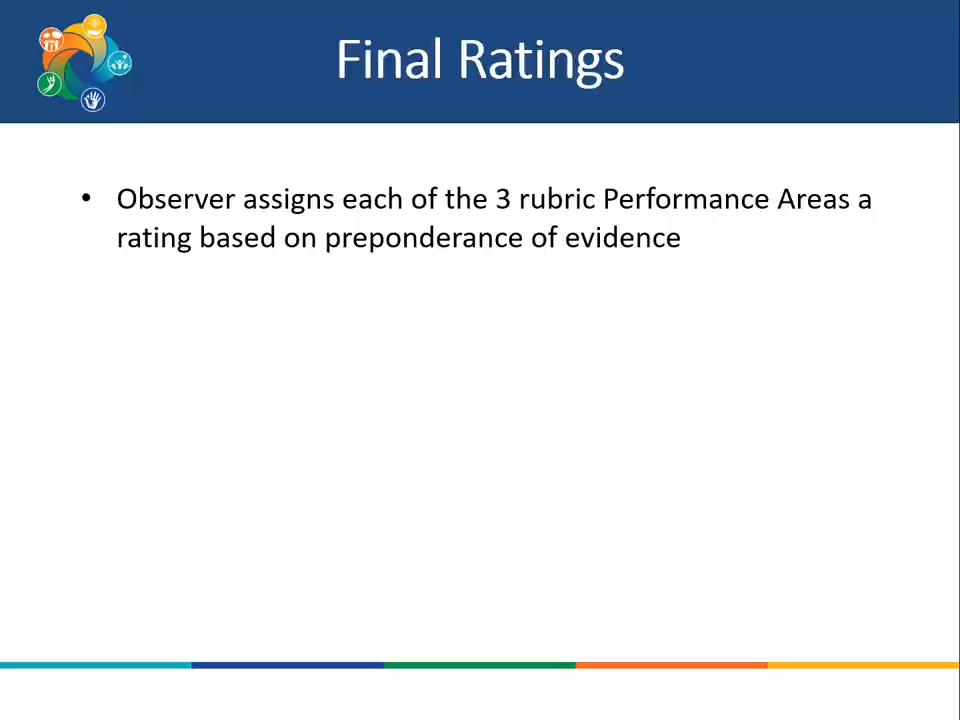 Final Ratings
• Observer assigns each of the 3 rubric Performance Areas a
rating based on preponderance of evidence